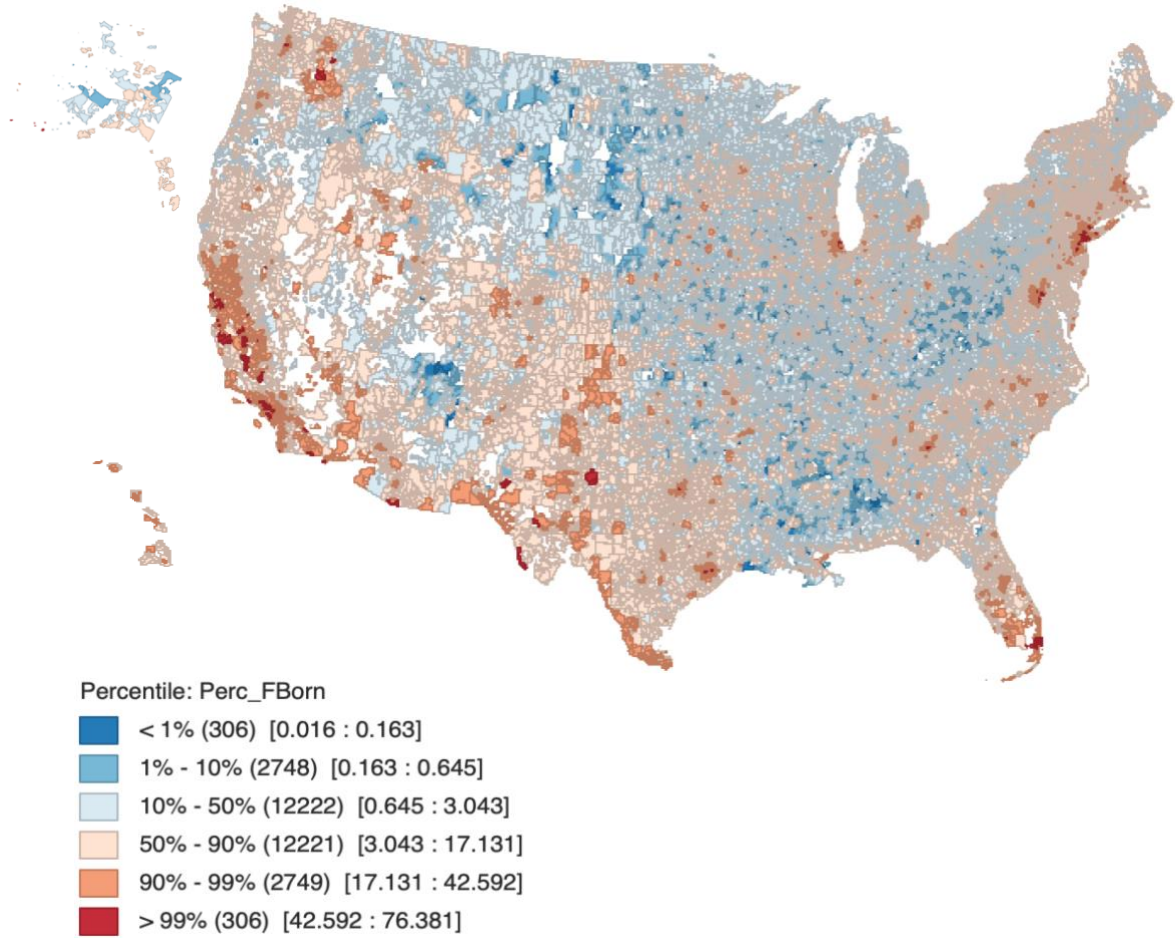 Percentile: Perc_FBorn
< 1% (306) [0.016 : 0.163]
1% - 10% (2748) [0.163 : 0.645]
10% - 50% (12222) [0.645 : 3.043]
50% - 90% (12221) [3.043 : 17.131]
90% - 99% (2749) [17.131 : 42.592]
> 99% (306) [42.592 : 76.381]